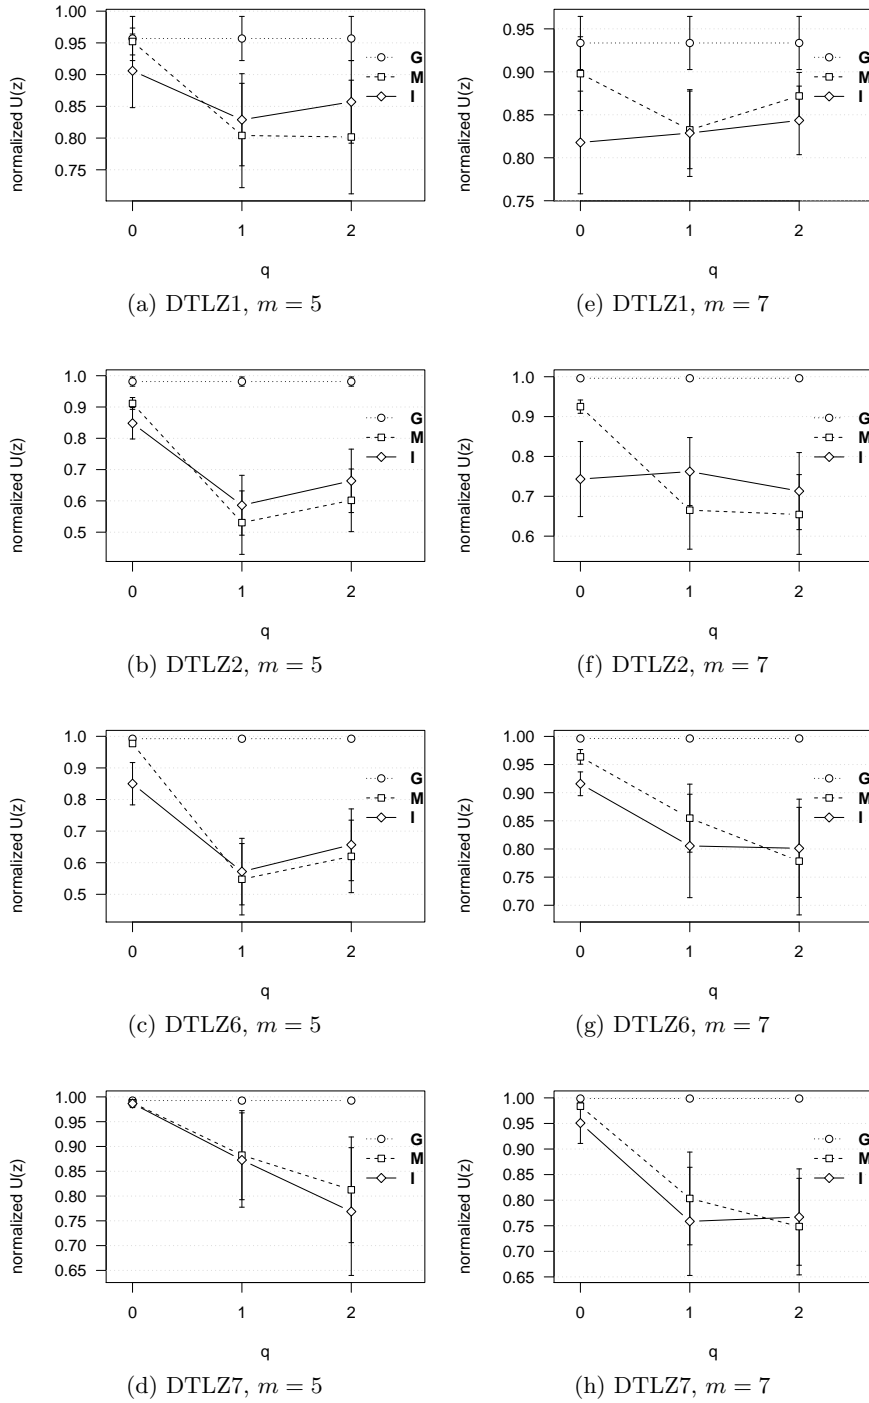 normalized U(z)
1.00
0.95
0.90
0.85
0.80
0.75
G
M
I
0
1
2
q
(a) DTLZ1, m = 5
normalized U(z)
0.95
0.90
0.85
0.80
0.75
G
M
I
0
1
2
q
(e) DTLZ1, m = 7
normalized U(z)
1.0
0.9
0.8
0.7
0.6
0.5
G
M
I
0
1
2
q
(b) DTLZ2, m = 5
normalized U(z)
1.0
0.9
0.8
0.7
0.6
G
M
I
0
1
2
q
(f) DTLZ2, m = 7
normalized U(z)
1.0
0.9
0.8
0.7
0.6
0.5
G
M
I
0
1
2
q
(c) DTLZ6, m = 5
normalized U(z)
1.00
0.95
0.90
0.85
0.80
0.75
0.70
G
M
I
0
1
2
q
(g) DTLZ6, m = 7
normalized U(z)
1.00
0.95
0.90
0.85
0.80
0.75
0.70
0.65
G
M
I
0
1
2
q
(d) DTLZ7, m = 5
normalized U(z)
1.00
0.95
0.90
0.85
0.80
0.75
0.70
0.65
G
M
I
0
1
2
q
(h) DTLZ7, m = 7